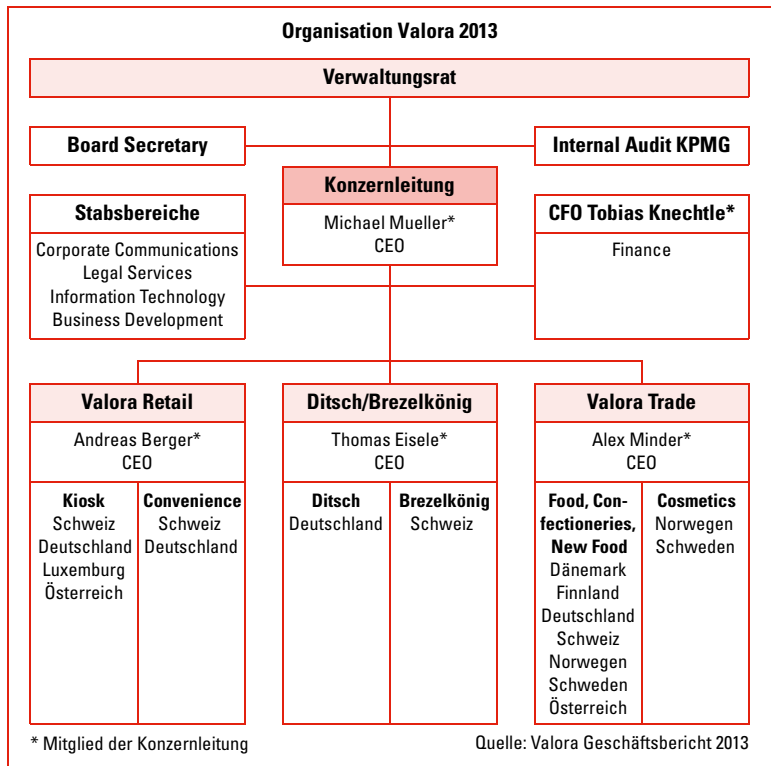 Organisation Valora 2013
Verwaltungsrat
Board Secretary
Internal Audit KPMG
Konzernleitung
Michael Mueller*
CEO
Stabsbereiche
Corporate Communications
Legal Services
Information Technology
Business Development
CFO Tobias Knechtle*
Finance
Valora Retail
Andreas Berger*
CEO
Kiosk
Schweiz
Deutschland
Luxemburg
Österreich
Convenience
Schweiz
Deutschland
Ditsch/Brezelkönig
Thomas Eisele*
CEO
Ditsch
Deutschland
Brezelkönig
Schweiz
Valora Trade
Alex Minder*
CEO
Food, Con-
fectioneries,
New Food
Dänemark
Finnland
Deutschland
Schweiz
Norwegen
Schweden
Österreich
Cosmetics
Norwegen
Schweden
* Mitglied der Konzernleitung
Quelle: Valora Geschäftsbericht 2013